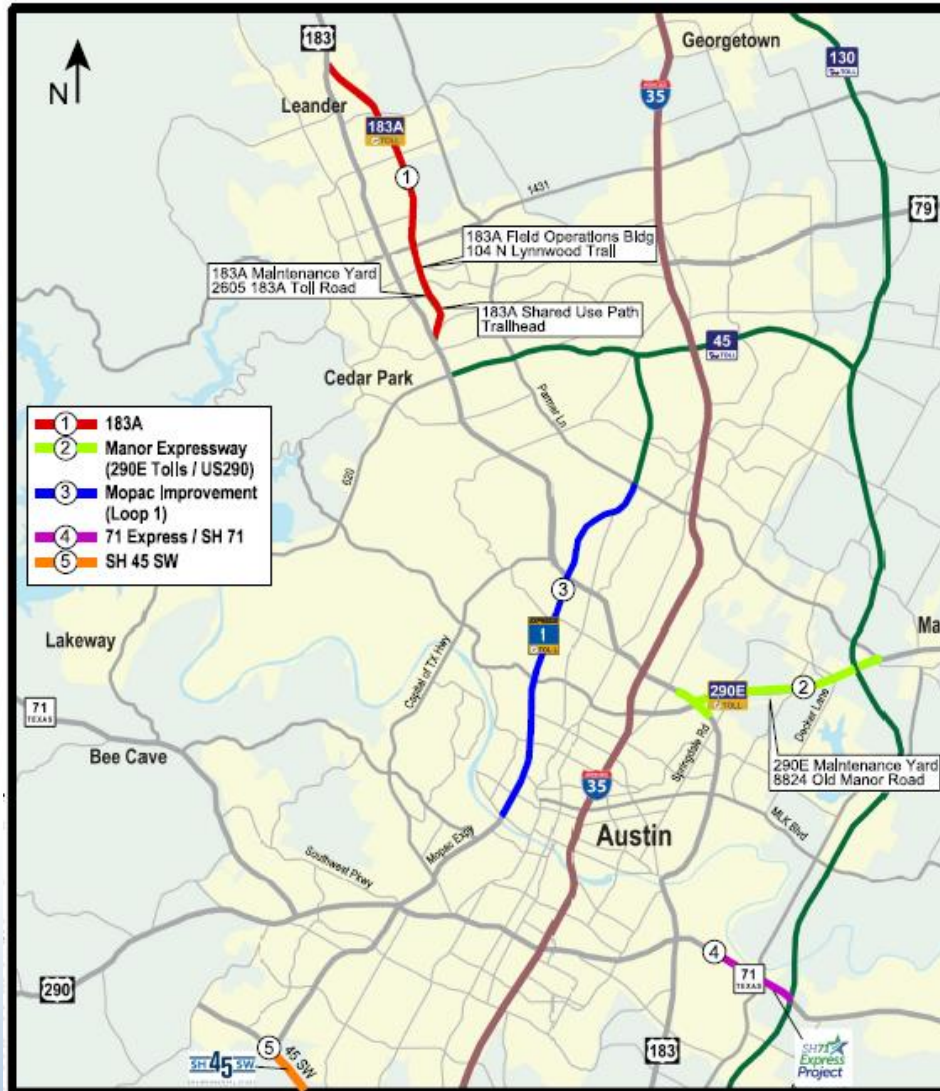 183
Georgetown
130
TOLL
N
35
Leander
183A
TOLL
1
1431
79
183A Field Operations Bldg
104 N Lynnwood Trail
183A Maintenance Yard
2605 183A Toll Road
183A Shared Use Path
Trailhead
45
TOLL
Cedar Park
Parmer Ln
1 183A
2 Manor Expressway
(290E Tolls / US290)
3 Mopac Improvement
(Loop 1)
4 71 Express / SH 71
5 SH 45 SW
620
3
EXPRESS
1
TOLL
Lakeway
Capital of TX Hwy
Ma
290E
TOLL
2
Decker Lane
71
TEXAS
Springdale Rd
Bee Cave
290E Maintenance Yard
8824 Old Manor Road
35
MLK Blvd
Austin
Mopac Expy
Southwest Pkwy
4
71
TEXAS
290
5
45 SW
SH 45 SW
183
SH71
Express
Project